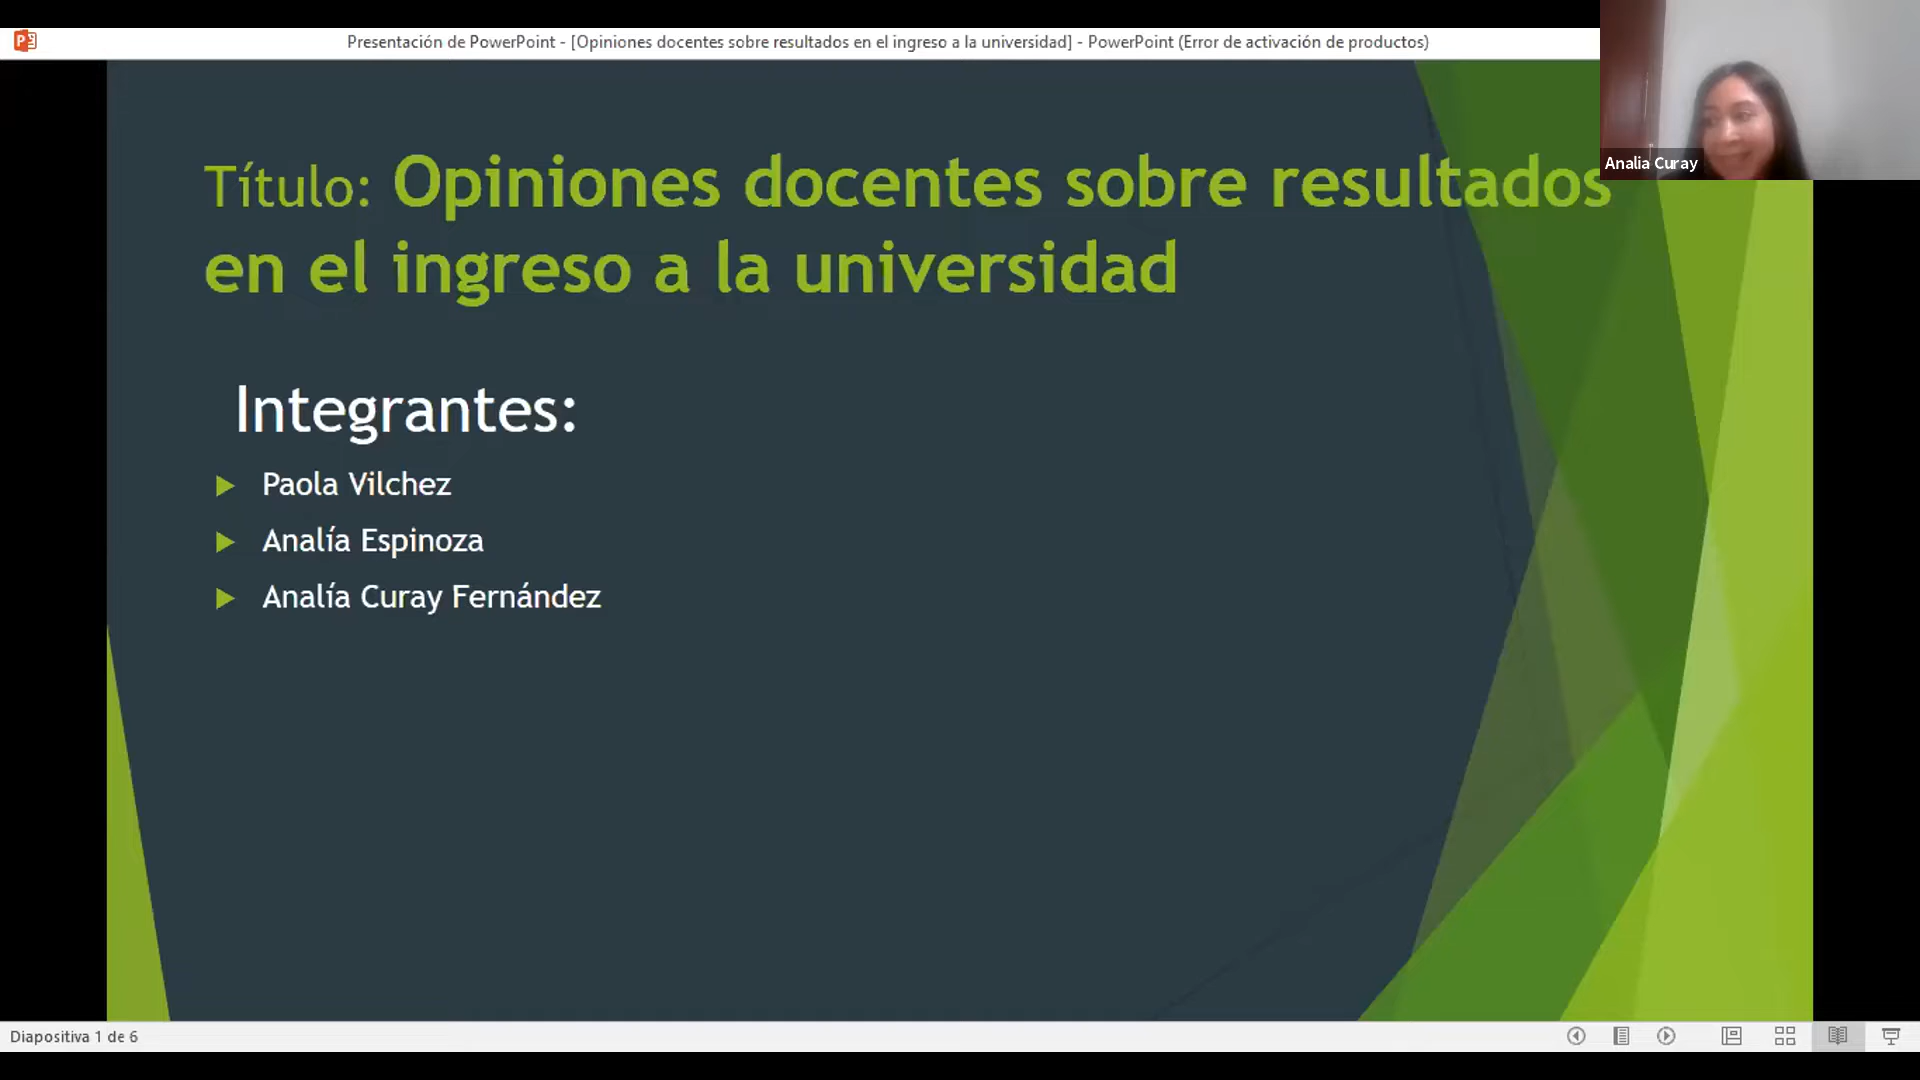 Presentación de PowerPoint - [Opiniones docentes sobre resultados en el ingreso a la universidad] - PowerPoint (Error de activación de productos)
Analia Curay
Título: Opiniones docentes sobre resultados
en el ingreso a la universidad
Integrantes:
Paola Vilchez
Analía Espinoza
Analía Curay Fernández
Diapositiva 1 de 6